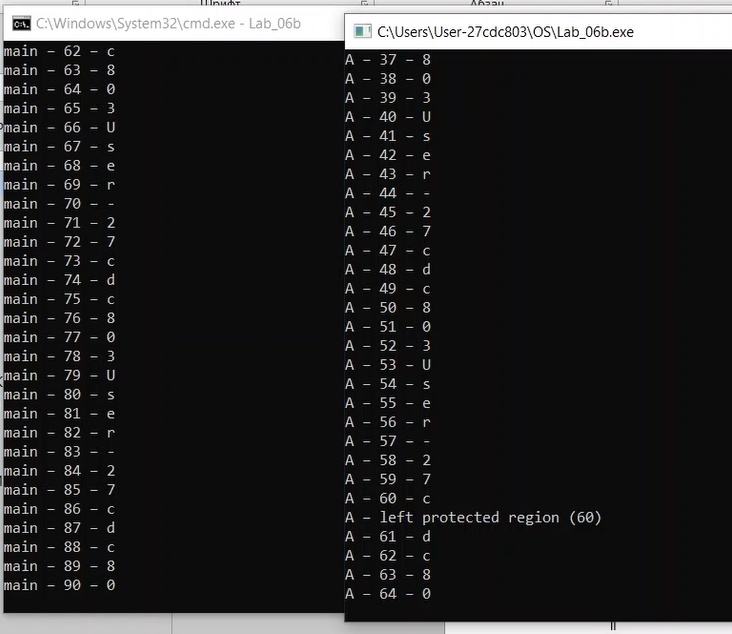 Шрифт
Абзац
C:\Windows\System32\cmd.exe - Lab_06b
main - 62 - c
main - 63 - 8
main - 64 - 0
main - 65 - 3
main - 66 - U
main - 67 - s
main - 68 - e
main - 69 - r
main - 70 - -
main - 71 - 2
main - 72 - 7
main - 73 - c
main - 74 - d
main - 75 - c
main - 76 - 8
main - 77 - 0
main - 78 - 3
main - 79 - U
main - 80 - s
main - 81 - e
main - 82 - r
main - 83 - -
main - 84 - 2
main - 85 - 7
main - 86 - c
main - 87 - d
main - 88 - c
main - 89 - 8
main - 90 - 0
C:\Users\User-27cdc803\OS\Lab_06b.exe
A - 37 - 8
A - 38 - 0
A - 39 - 3
A - 40 - U
A - 41 - s
A - 42 - e
A - 43 - r
A - 44 - -
A - 45 - 2
A - 46 - 7
A - 47 - c
A - 48 - d
A - 49 - c
A - 50 - 8
A - 51 - 0
A - 52 - 3
A - 53 - U
A - 54 - s
A - 55 - e
A - 56 - r
A - 57 - -
A - 58 - 2
A - 59 - 7
A - 60 - c
A - left protected region (60)
A - 61 - d
A - 62 - c
A - 63 - 8
A - 64 - 0